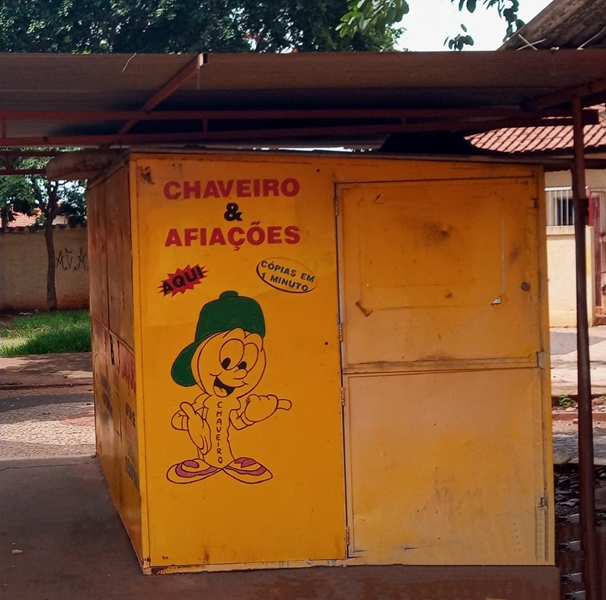 CHAVEIRO
&
AFIAÇÕES
AQUI
CÓPIAS EM
1 MINUTO
CHAVEIRO